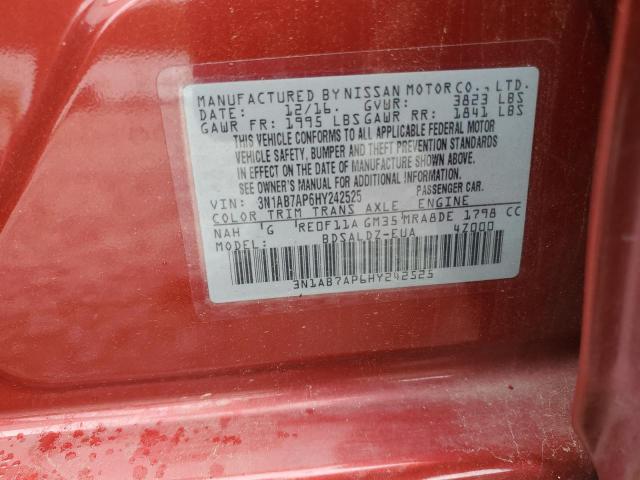 MANUFACTURED BY NISSAN MOTOR CO., LTD.
DATE: 12/16. GVWR: 3823 LBS
GAWR FR: 1995 LBS GAWR RR: 1841 LBS
THIS VEHICLE CONFORMS TO ALL APPLICABLE FEDERAL MOTOR
VEHICLE SAFETY, BUMPER AND THEFT PREVENTION STANDARDS
IN EFFECT ON THE DATE OF MANUFACTURE SHOWN ABOVE.
SEE OWNER'S MANUAL FOR ADDITIONAL INFORMATION.
VIN: 3N1AB7AP6HY242525 PASSENGER CAR.
COLOR TRIM TRANS AXLE ENGINE
NAH G RE0F11A GM35 MRA8DE 1798 CC
MODEL: BDSALDZ-EUA 4Z000
3N1AB7AP6HY242525